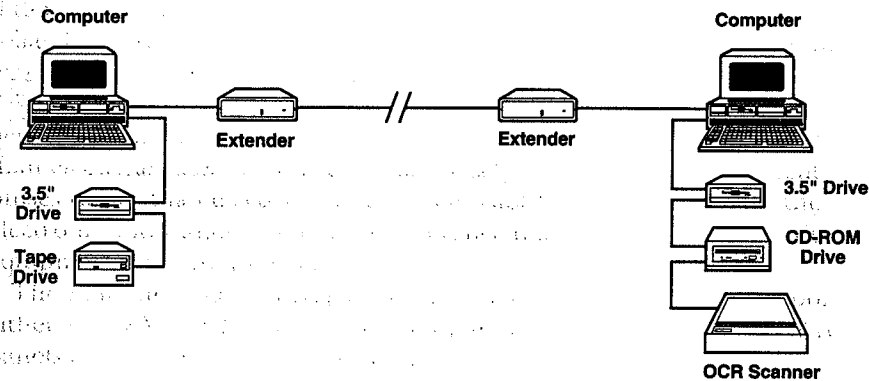 Computer
Computer
Extender
Extender
3.5"
Drive
3.5" Drive
Tape
Drive
CD-ROM
Drive
OCR Scanner